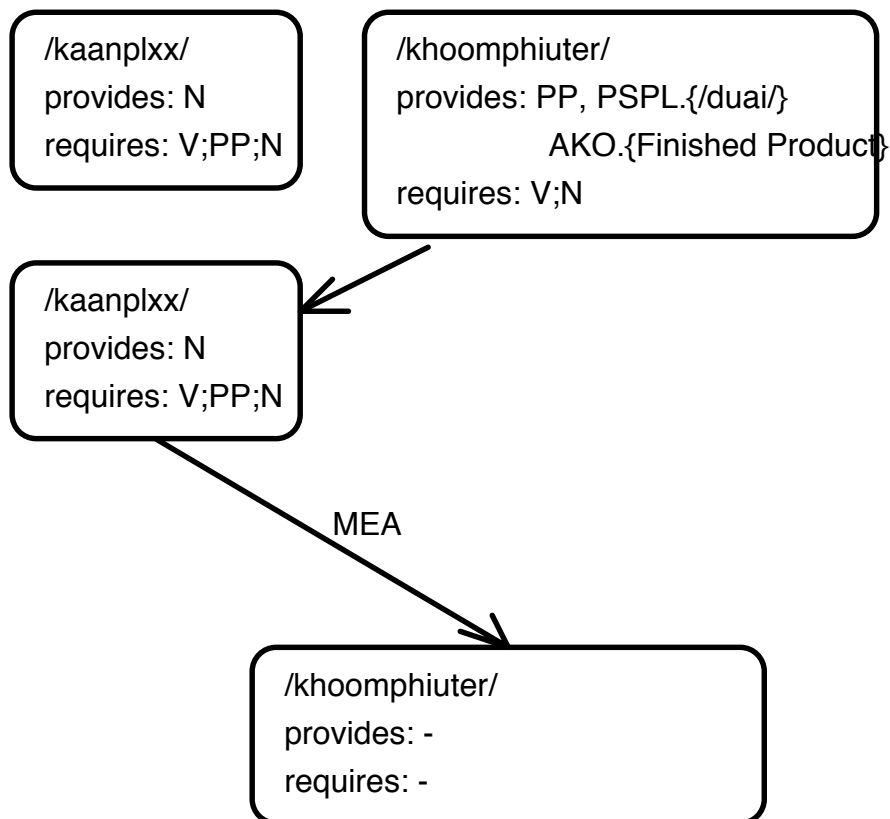 /kaanplxx/
provides: N
requires: V;PP;N
/khoomphiuter/
provides: PP, PSPL.{/duai/}
AKO.{Finished Product}
requires: V;N
/kaanplxx/
provides: N
requires: V;PP;N
MEA
/khoomphiuter/
provides: -
requires: -